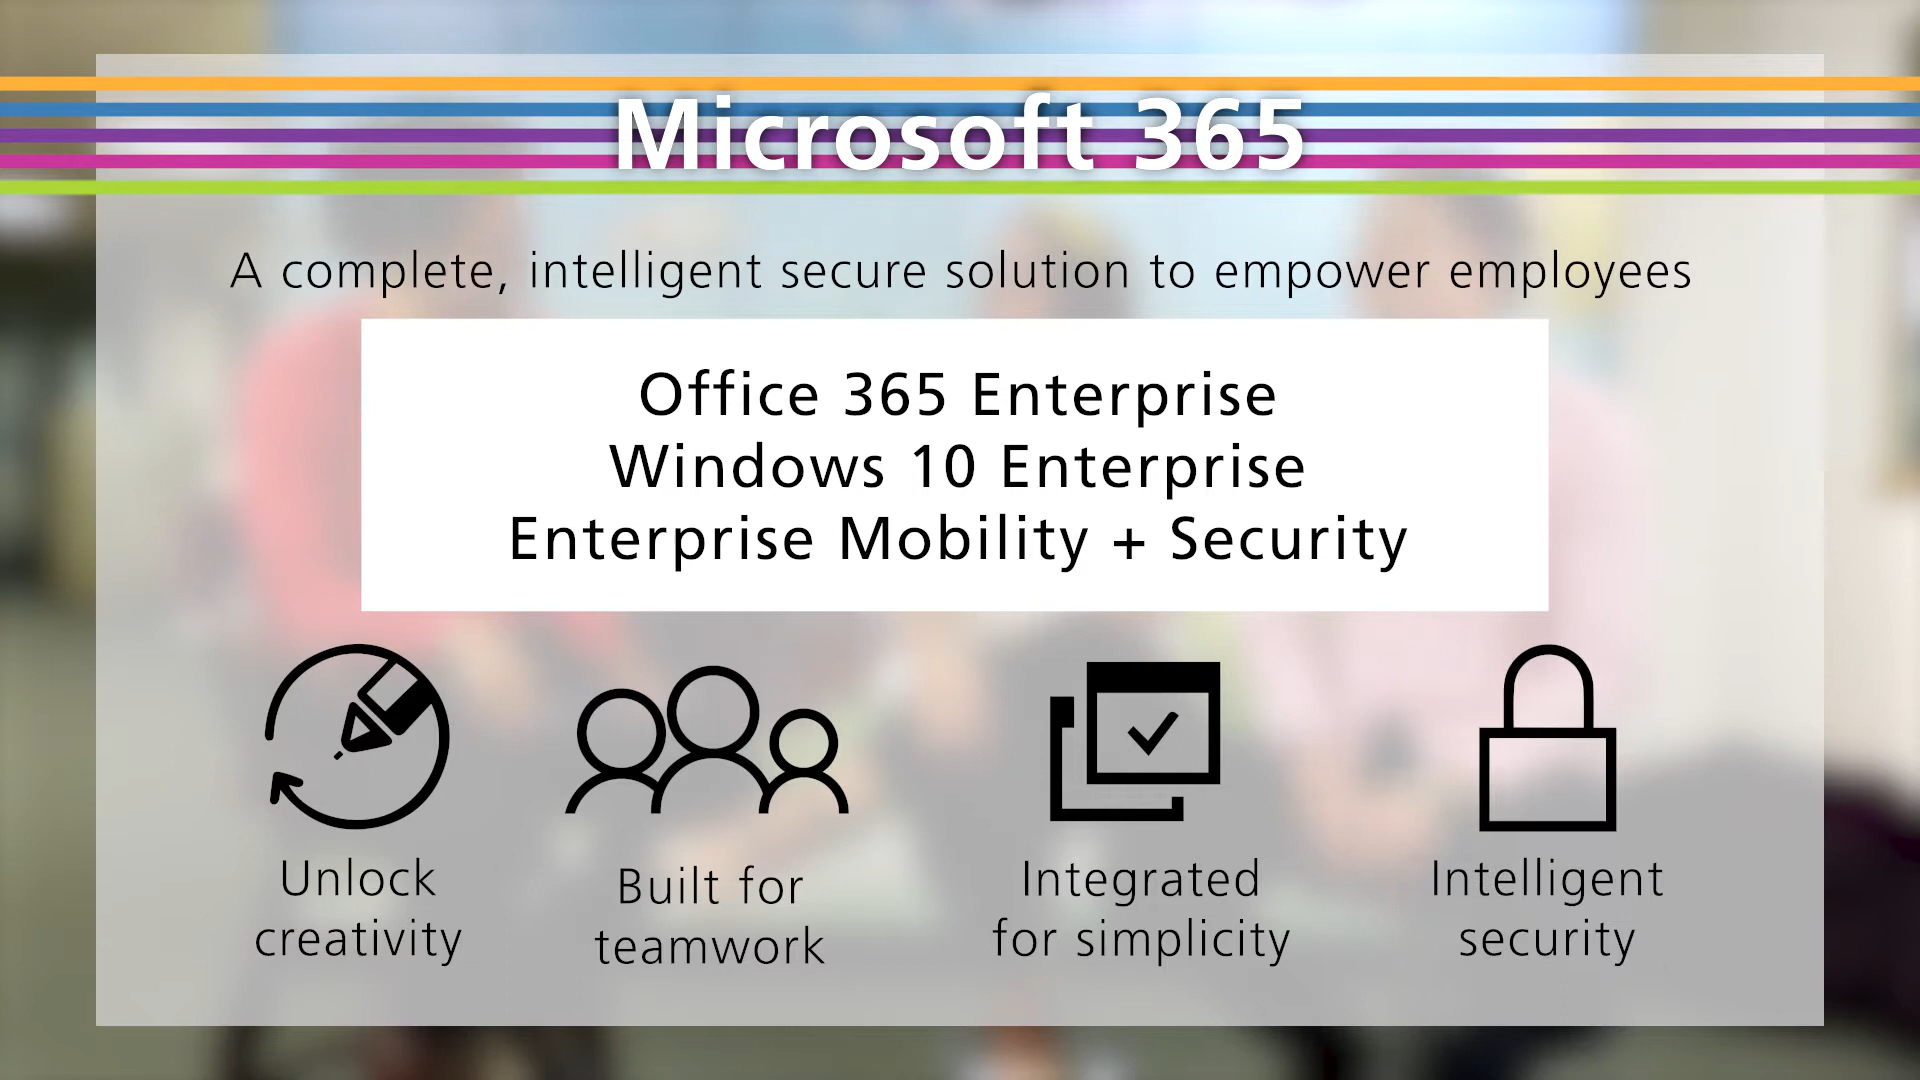 Microsoft 365
A complete, intelligent secure solution to empower employees
Office 365 Enterprise
Windows 10 Enterprise
Enterprise Mobility + Security
Unlock
creativity
Built for
teamwork
Integrated
for simplicity
Intelligent
security